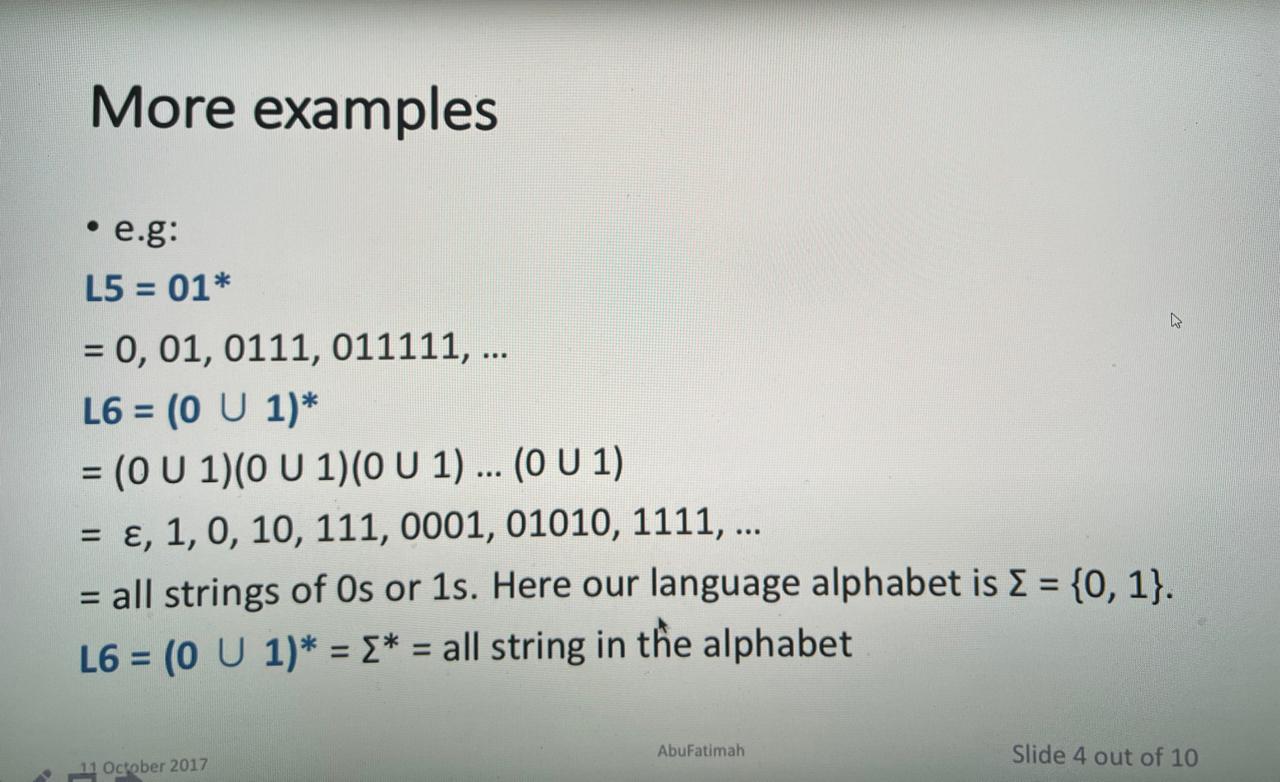 More examples
• e.g:
L5 = 01*
= 0, 01, 0111, 011111, ...
L6 = (0 ∪ 1)*
= (0 U 1)(0 U 1)(0 U 1) ... (0 U 1)
= ε, 1, 0, 10, 111, 0001, 01010, 1111, ...
= all strings of 0s or 1s. Here our language alphabet is Σ = {0, 1}.
L6 = (0 ∪ 1)* = Σ* = all string in the alphabet
11 October 2017
AbuFatimah
Slide 4 out of 10